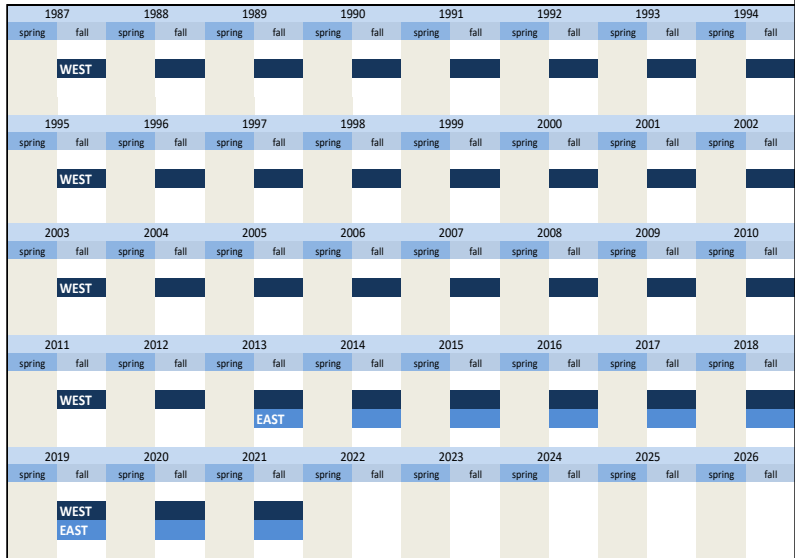 1987 1988 1989 1990 1991 1992 1993 1994
spring fall spring fall spring fall spring fall spring fall spring fall spring fall spring fall
WEST
1995 1996 1997 1998 1999 2000 2001 2002
spring fall spring fall spring fall spring fall spring fall spring fall spring fall spring fall
WEST
2003 2004 2005 2006 2007 2008 2009 2010
spring fall spring fall spring fall spring fall spring fall spring fall spring fall spring fall
WEST
2011 2012 2013 2014 2015 2016 2017 2018
spring fall spring fall spring fall spring fall spring fall spring fall spring fall spring fall
WEST
EAST
2019 2020 2021 2022 2023 2024 2025 2026
spring fall spring fall spring fall spring fall spring fall spring fall spring fall spring fall
WEST
EAST